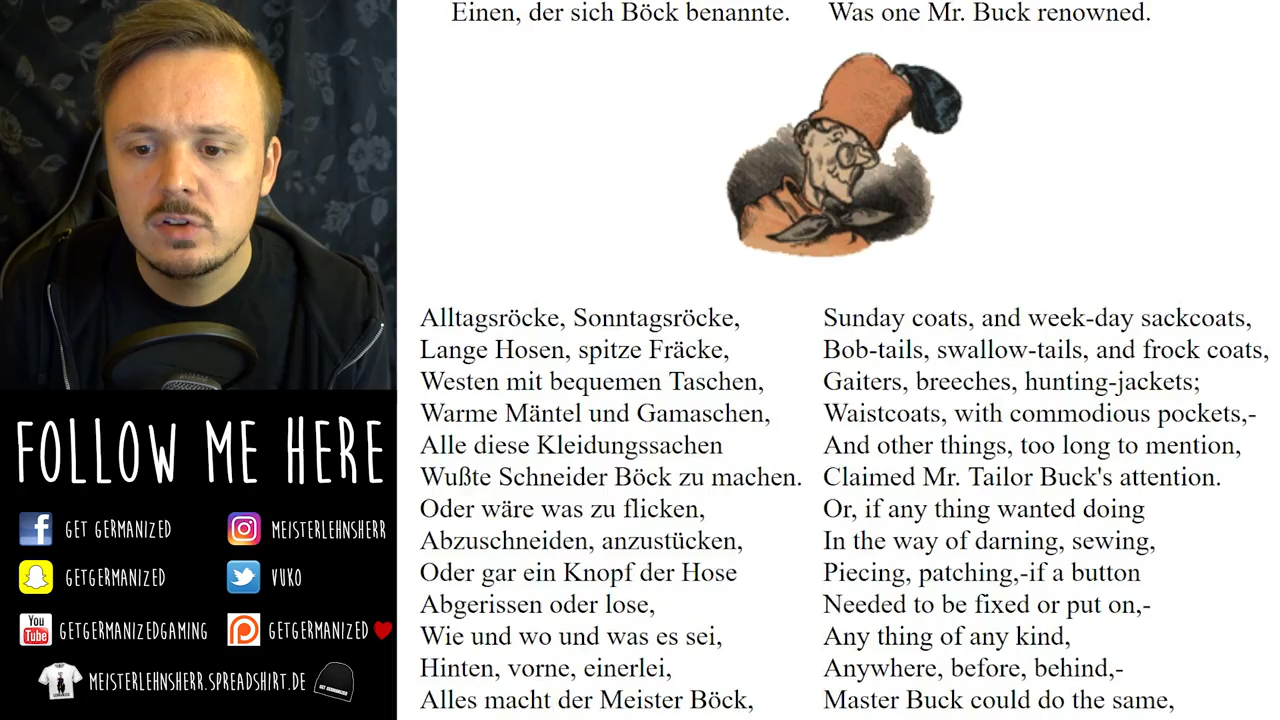 Einen, der sich Böck benannte.
Was one Mr. Buck renowned.
Alltagsröcke, Sonntagsröcke,
Lange Hosen, spitze Fräcke,
Westen mit bequemen Taschen,
Warme Mäntel und Gamaschen,
Alle diese Kleidungssachen
Wußte Schneider Böck zu machen.
Oder wäre was zu flicken,
Abzuschneiden, anzustücken,
Oder gar ein Knopf der Hose
Abgerissen oder lose,
Wie und wo und was es sei,
Hinten, vorne, einerlei,
Alles macht der Meister Böck,
Sunday coats, and week-day sackcoats,
Bob-tails, swallow-tails, and frock coats,
Gaiters, breeches, hunting-jackets;
Waistcoats, with commodious pockets,-
And other things, too long to mention,
Claimed Mr. Tailor Buck's attention.
Or, if any thing wanted doing
In the way of darning, sewing,
Piecing, patching,-if a button
Needed to be fixed or put on,-
Any thing of any kind,
Anywhere, before, behind,-
Master Buck could do the same,
FOLLOW ME HERE
GET GERMANIZED
MEISTERLEHNSHERR
GETGERMANIZED
VUKO
You Tube
GETGERMANIZEDGAMING
GETGERMANIZED
MEISTERLEHNSHERR.SPREADSHIRT.DE